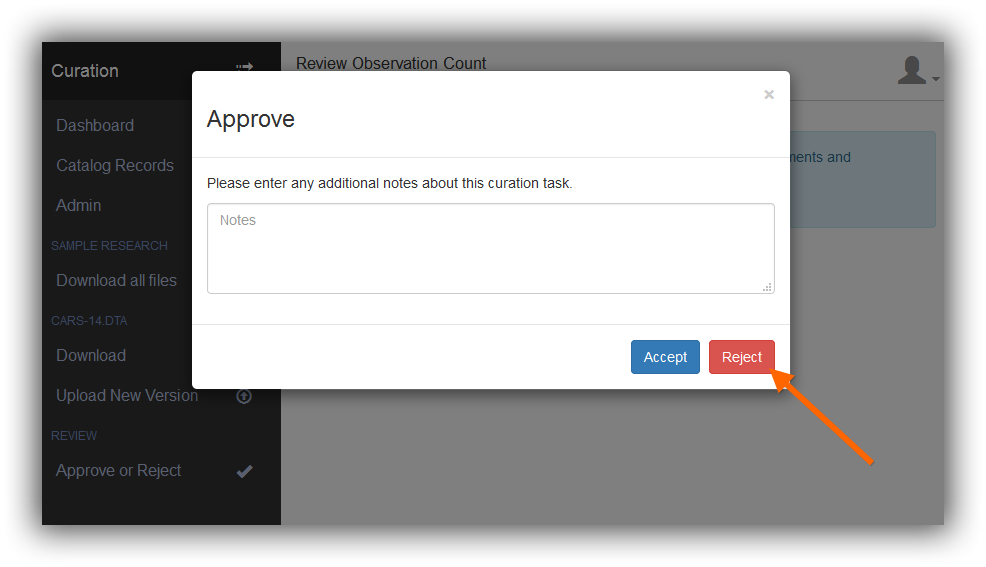 Curation
Review Observation Count
Dashboard
Catalog Records
Admin
SAMPLE RESEARCH
Download all files
CARS-14.DTA
Download
Upload New Version
REVIEW
Approve or Reject
and
×
Approve
Please enter any additional notes about this curation task.
Notes
Accept
Reject